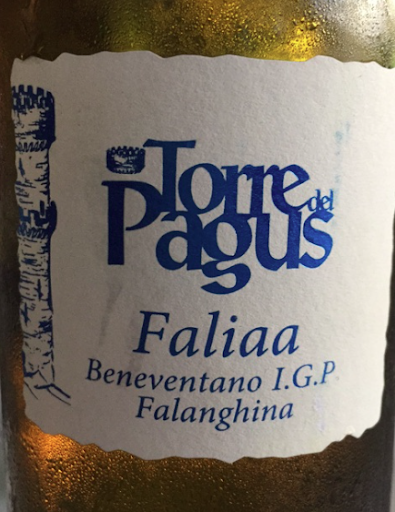 Torre
del
Pagus
Faliaa
Beneventano I.G.P.
Falanghina